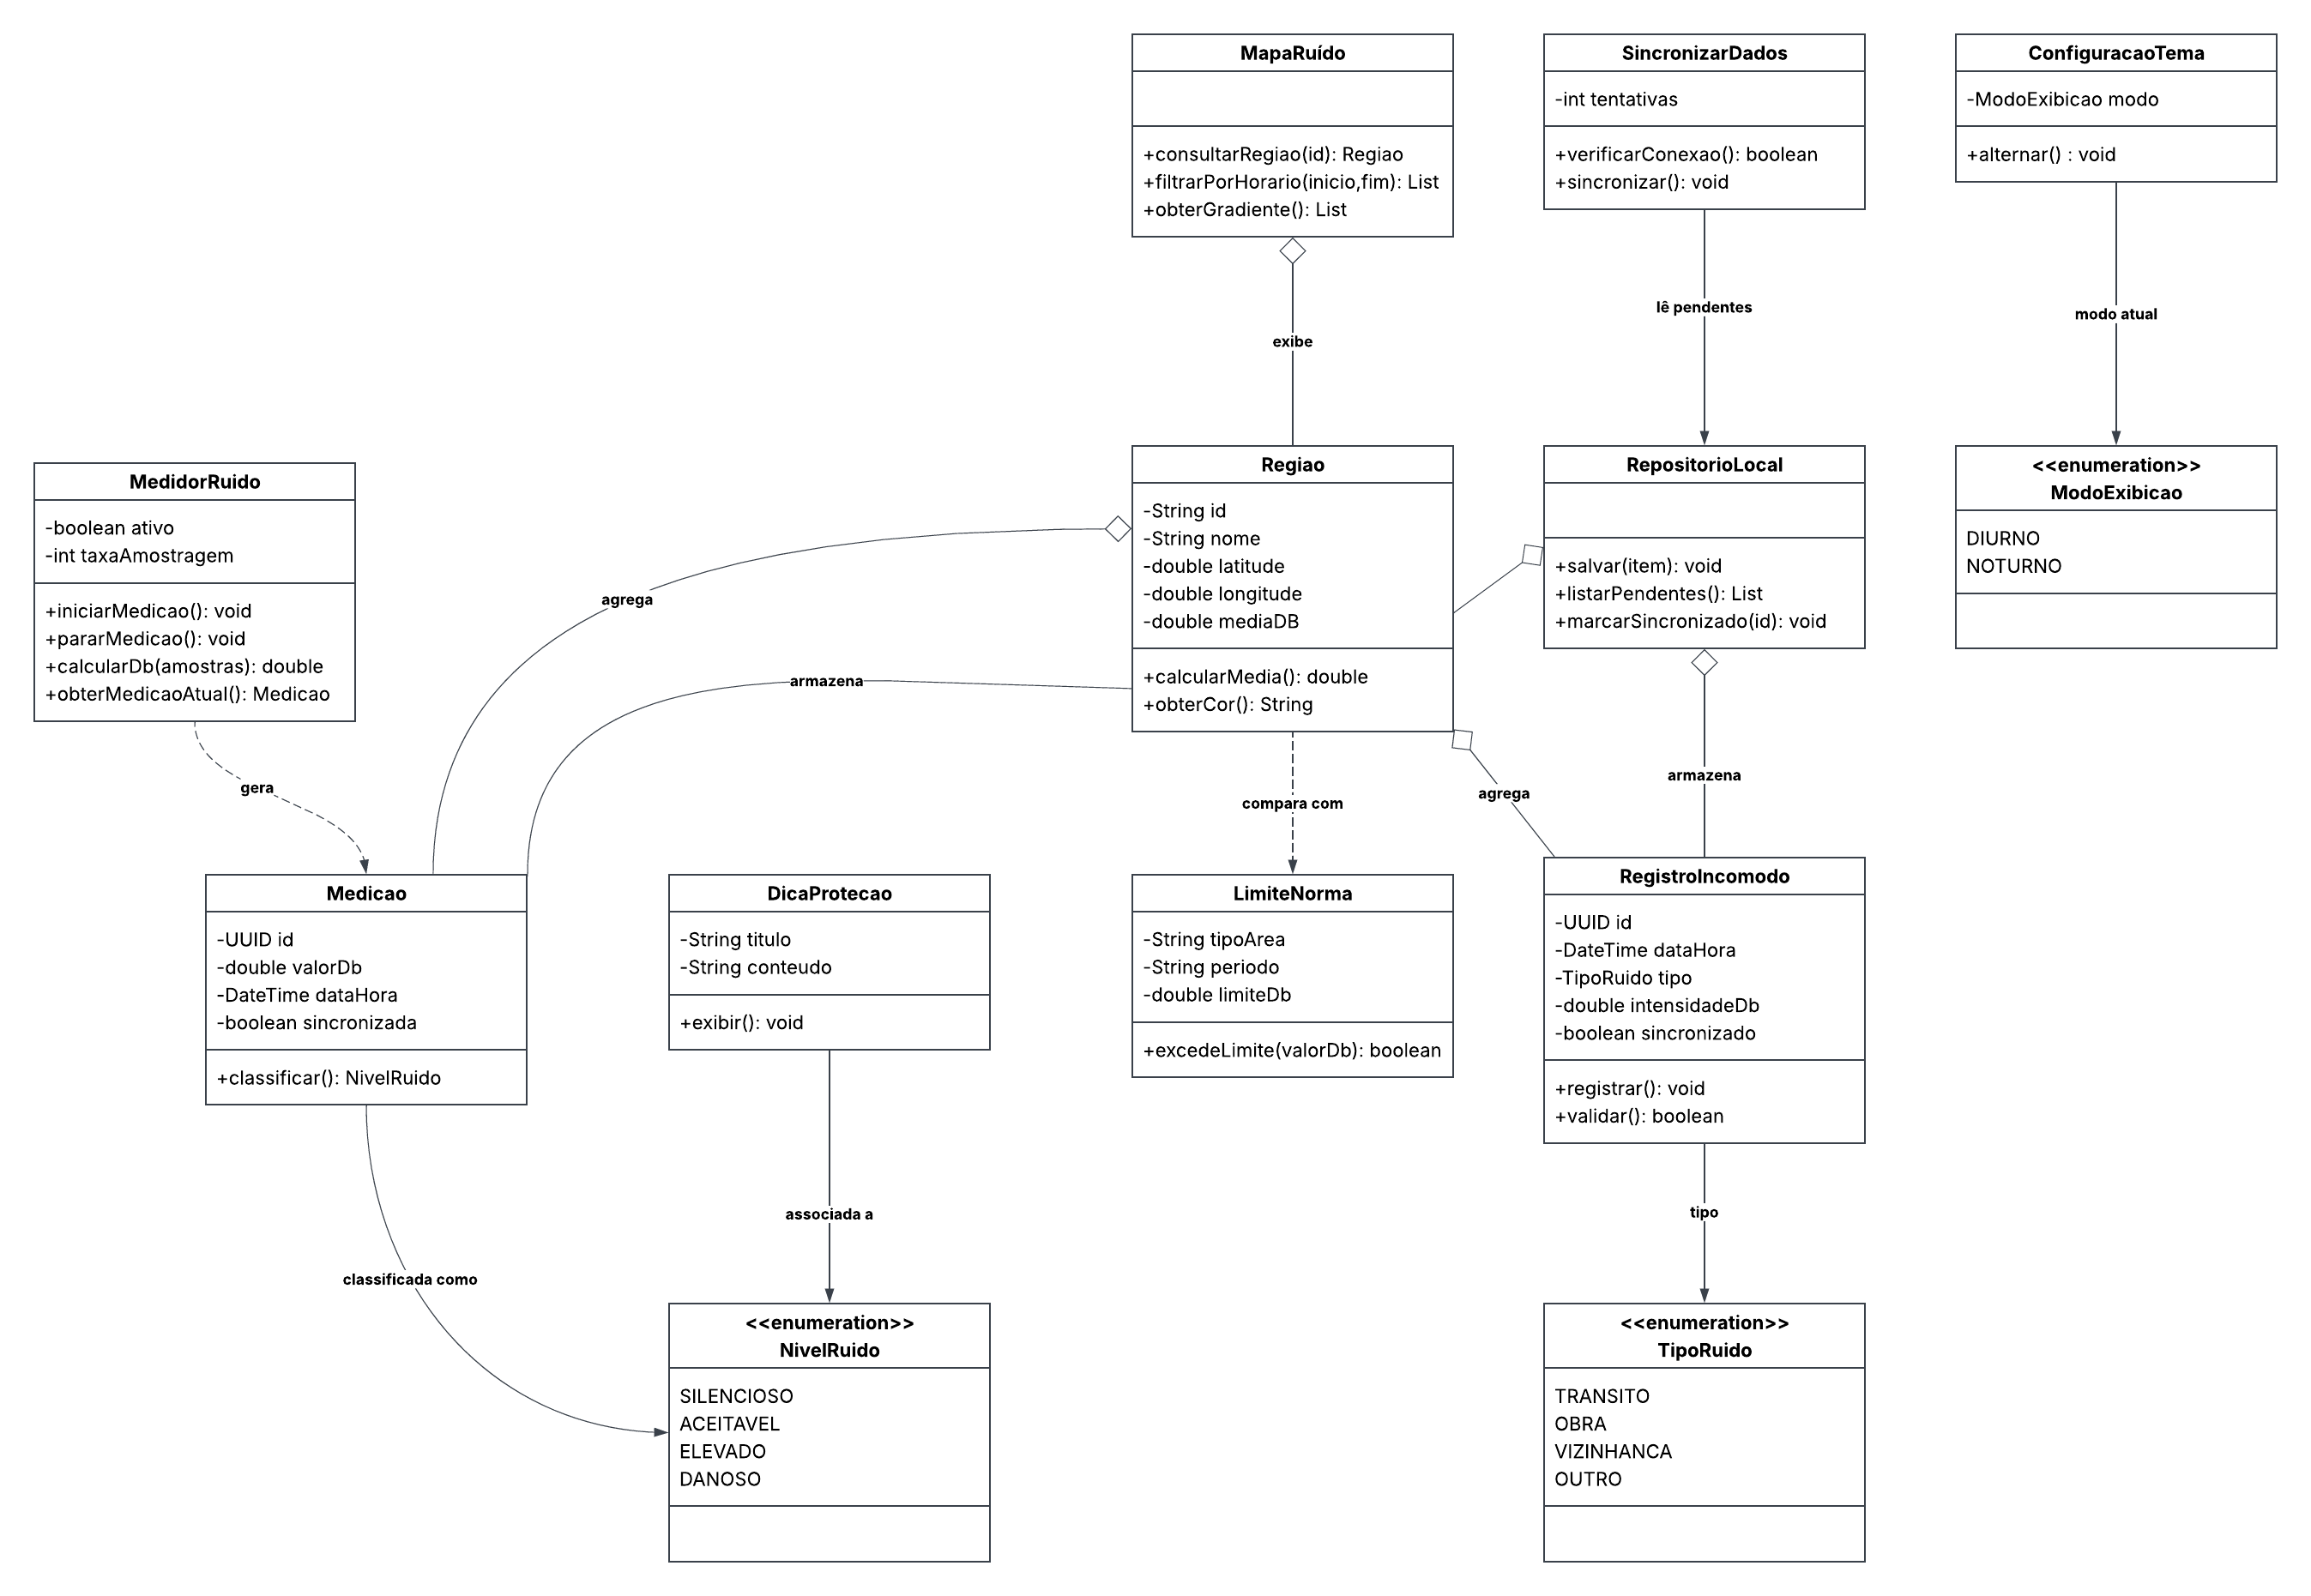 MapaRuído
+consultarRegiao(id): Regiao
+filtrarPorHorario(inicio,fim): List
+obterGradiente(): List
SincronizarDados
-int tentativas
+verificarConexao(): boolean
+sincronizar(): void
ConfiguracaoTema
-ModoExibicao modo
+alternar() : void
exibe
lê pendentes
modo atual
MedidorRuido
-boolean ativo
-int taxaAmostragem
+iniciarMedicao(): void
+pararMedicao(): void
+calcularDb(amostras): double
+obterMedicaoAtual(): Medicao
Regiao
-String id
-String nome
-double latitude
-double longitude
-double mediaDB
+calcularMedia(): double
+obterCor(): String
RepositorioLocal
+salvar(item): void
+listarPendentes(): List
+marcarSincronizado(id): void
<<enumeration>>
ModoExibicao
DIURNO
NOTURNO
agrega
armazena
gera
compara com
agrega
armazena
Medicao
-UUID id
-double valorDb
-DateTime dataHora
-boolean sincronizada
+classificar(): NivelRuido
DicaProtecao
-String titulo
-String conteudo
+exibir(): void
LimiteNorma
-String tipoArea
-String periodo
-double limiteDb
+excedeLimite(valorDb): boolean
RegistroIncomodo
-UUID id
-DateTime dataHora
-TipoRuido tipo
-double intensidadeDb
-boolean sincronizado
+registrar(): void
+validar(): boolean
classificada como
associada a
tipo
<<enumeration>>
NivelRuido
SILENCIOSO
ACEITAVEL
ELEVADO
DANOSO
<<enumeration>>
TipoRuido
TRANSITO
OBRA
VIZINHANCA
OUTRO